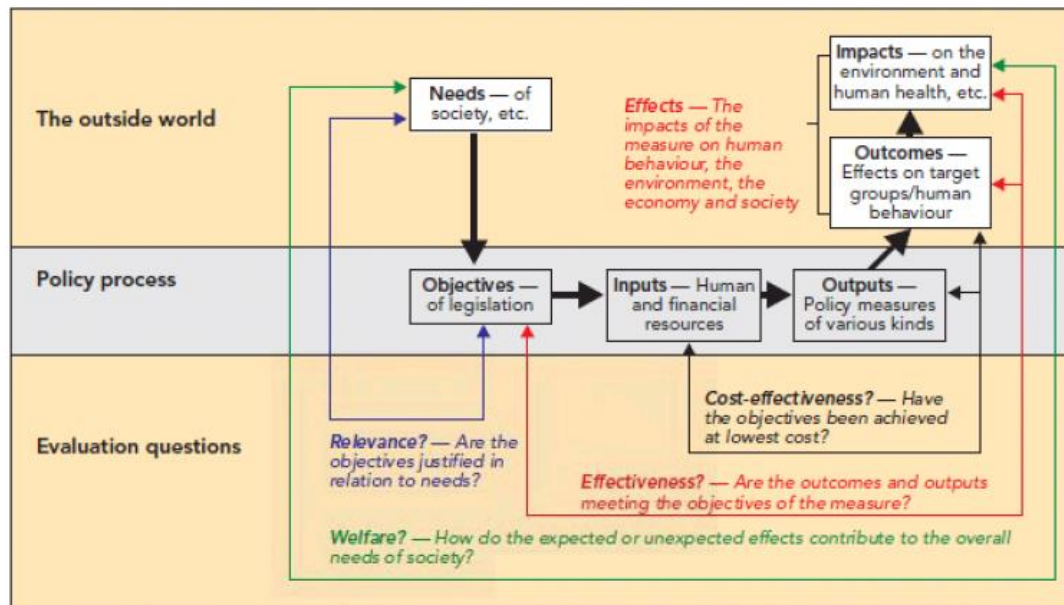 The outside world
Needs — of
society, etc.
Effects — The
impacts of the
measure on human
behaviour, the
environment, the
economy and society
Impacts — on the
environment and
human health, etc.
Outcomes —
Effects on target
groups/human
behaviour
Policy process
Objectives —
of legislation
Inputs — Human
and financial
resources
Outputs —
Policy measures
of various kinds
Evaluation questions
Cost-effectiveness? — Have
the objectives been achieved
at lowest cost?
Relevance? — Are the
objectives justified in
relation to needs?
Effectiveness? — Are the outcomes and outputs
meeting the objectives of the measure?
Welfare? — How do the expected or unexpected effects contribute to the overall
needs of society?